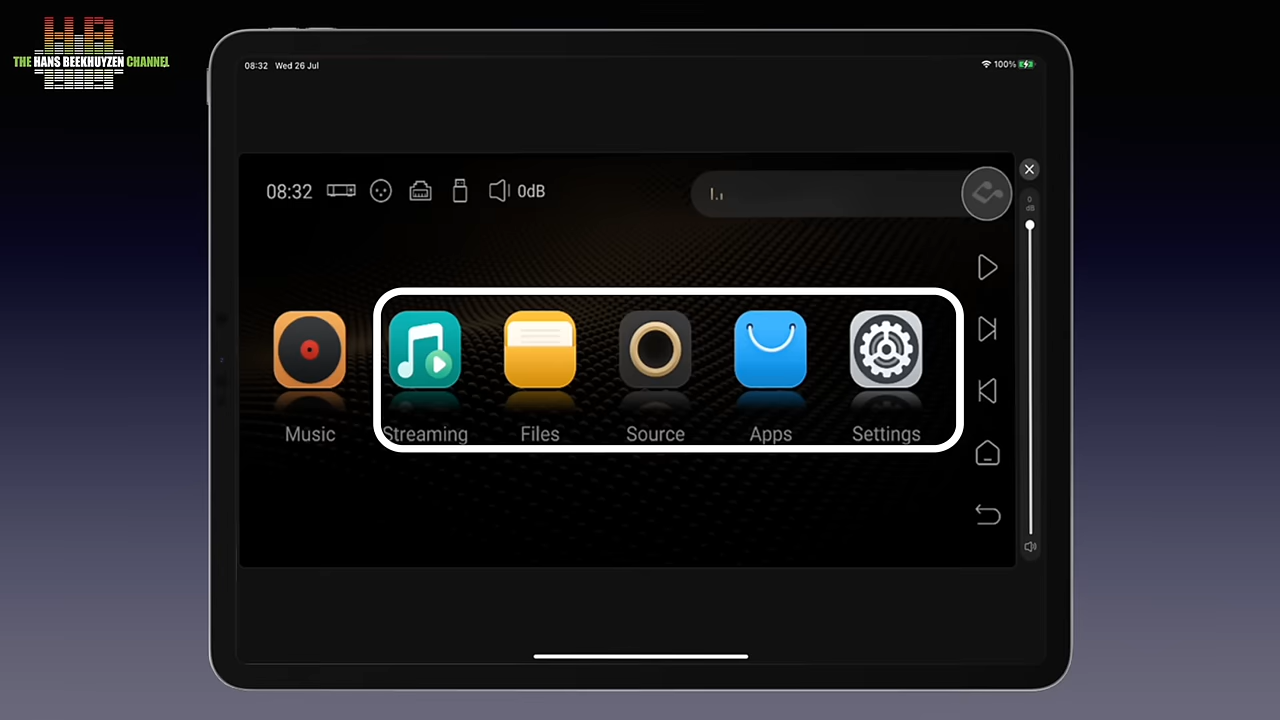 THE HANS BEEKHUYZEN CHANNEL
08:32 Wed 26 Jul
100%
08:32 0dB
0
dB
Music Streaming Files Source Apps Settings